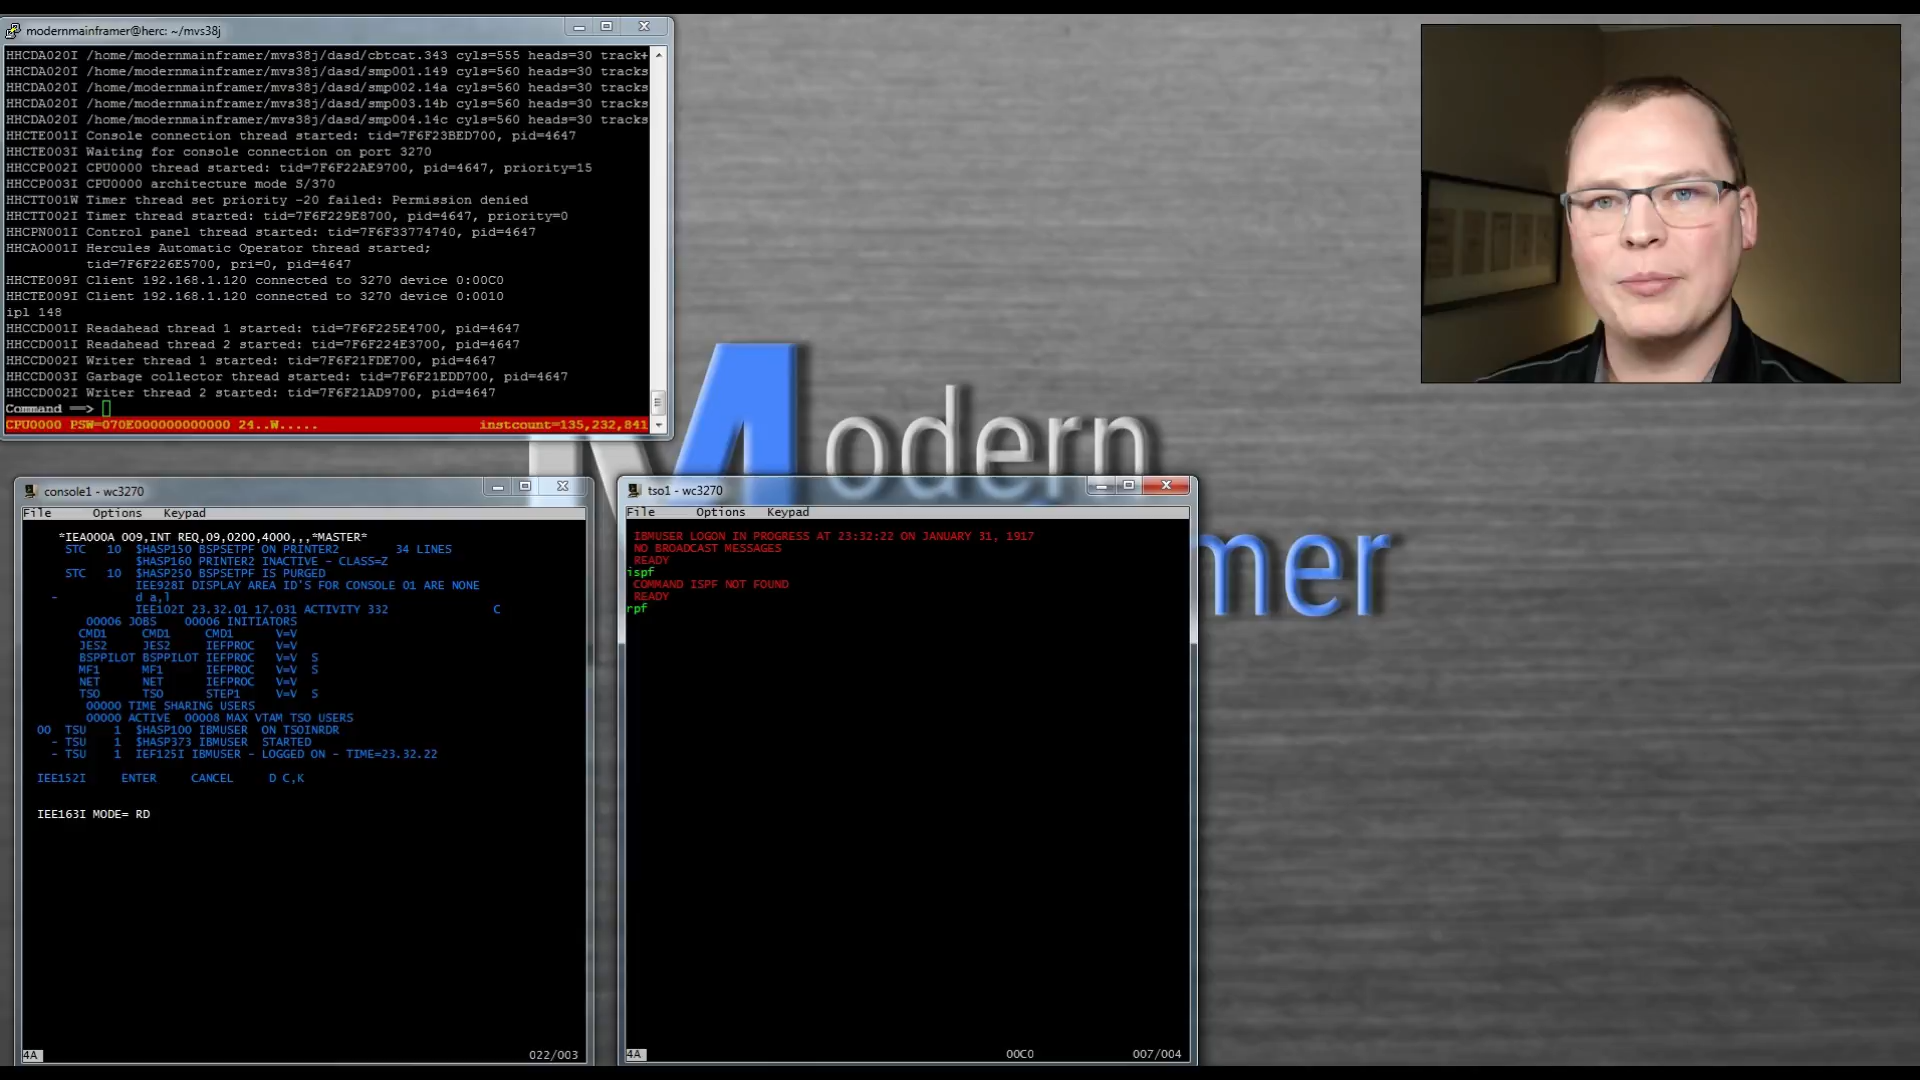 modernmainframer@herc: ~/mvs38j
HHCDA020I /home/modernmainframer/mvs38j/dasd/cbtcat.343 cyls=555 heads=30 track+
HHCDA020I /home/modernmainframer/mvs38j/dasd/smp001.149 cyls=560 heads=30 tracks
HHCDA020I /home/modernmainframer/mvs38j/dasd/smp002.14a cyls=560 heads=30 tracks
HHCDA020I /home/modernmainframer/mvs38j/dasd/smp003.14b cyls=560 heads=30 tracks
HHCDA020I /home/modernmainframer/mvs38j/dasd/smp004.14c cyls=560 heads=30 tracks
HHCTE001I Console connection thread started: tid=7F6F23BED700, pid=4647
HHCTE003I Waiting for console connection on port 3270
HHCCP002I CPU0000 thread started: tid=7F6F22AE9700, pid=4647, priority=15
HHCCP003I CPU0000 architecture mode S/370
HHCTT001W Timer thread set priority -20 failed: Permission denied
HHCTT002I Timer thread started: tid=7F6F229E8700, pid=4647, priority=0
HHCPN001I Control panel thread started: tid=7F6F33774740, pid=4647
HHCAO001I Hercules Automatic Operator thread started;
tid=7F6F226E5700, pri=0, pid=4647
HHCTE009I Client 192.168.1.120 connected to 3270 device 0:00C0
HHCTE009I Client 192.168.1.120 connected to 3270 device 0:0010
ipl 148
HHCCD001I Readahead thread 1 started: tid=7F6F225E4700, pid=4647
HHCCD001I Readahead thread 2 started: tid=7F6F224E3700, pid=4647
HHCCD002I Writer thread 1 started: tid=7F6F21FDE700, pid=4647
HHCCD003I Garbage collector thread started: tid=7F6F21EDD700, pid=4647
HHCCD002I Writer thread 2 started: tid=7F6F21AD9700, pid=4647
Command ==>
CPU0000 PSW=070E000000000000 24..W..... instcount=135,232,841
Modern
mer
console1 - wc3270
File Options Keypad
*IEA000A 009,INT REQ,09,0200,4000,,,*MASTER*
STC 10 $HASP150 BSPSETPF ON PRINTER2 34 LINES
$HASP160 PRINTER2 INACTIVE - CLASS=Z
STC 10 $HASP250 BSPSETPF IS PURGED
IEE928I DISPLAY AREA ID'S FOR CONSOLE 01 ARE NONE
- d a,l
IEE102I 23.32.01 17.031 ACTIVITY 332 C
00006 JOBS 00006 INITIATORS
CMD1 CMD1 CMD1 V=V
JES2 JES2 IEFPROC V=V
BSPPILOT BSPPILOT IEFPROC V=V S
MF1 MF1 IEFPROC V=V S
NET NET IEFPROC V=V
TSO TSO STEP1 V=V S
00000 TIME SHARING USERS
00000 ACTIVE 00008 MAX VTAM TSO USERS
00 TSU 1 $HASP100 IBMUSER ON TSOINRDR
- TSU 1 $HASP373 IBMUSER STARTED
- TSU 1 IEF125I IBMUSER - LOGGED ON - TIME=23.32.22
IEE152I ENTER CANCEL D C,K
IEE163I MODE= RD
4A 022/003
tso1 - wc3270
File Options Keypad
IBMUSER LOGON IN PROGRESS AT 23:32:22 ON JANUARY 31, 1917
NO BROADCAST MESSAGES
READY
ispf
COMMAND ISPF NOT FOUND
READY
rpf
4A 00C0 007/004